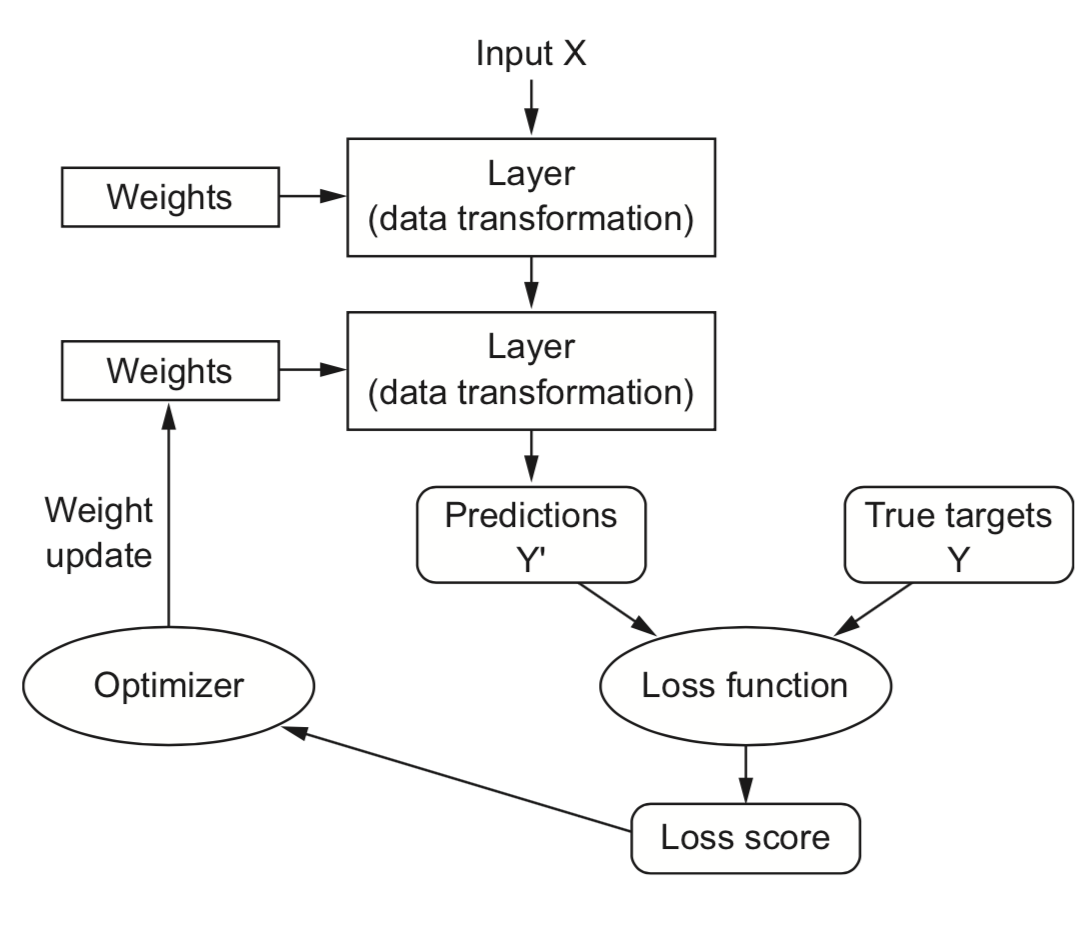 Input X
Weights
Layer
(data transformation)
Weights
Layer
(data transformation)
Weight
update
Predictions
Y'
True targets
Y
Optimizer
Loss function
Loss score